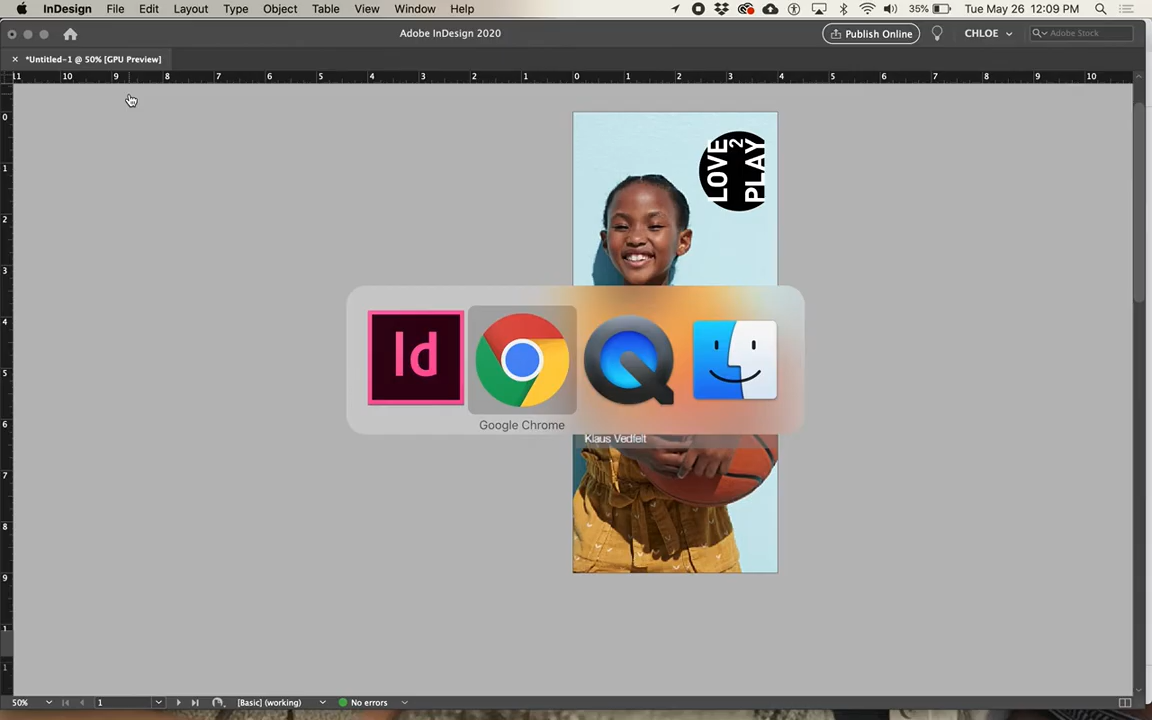 InDesign File Edit Layout Type Object Table View Window Help 35% Tue May 26 12:09 PM
Adobe InDesign 2020 Publish Online CHLOE Adobe Stock
*Untitled-1 @ 50% [GPU Preview]
11 10 9 8 7 6 5 4 3 2 1 0 1 2 3 4 5 6 7 8 9 10
0
1
2
3
4
5
6
7
8
9
1
1
LOVE
2
PLAY
Id
Google Chrome
Klaus Vedfelt
50% 1 [Basic] (working) No errors